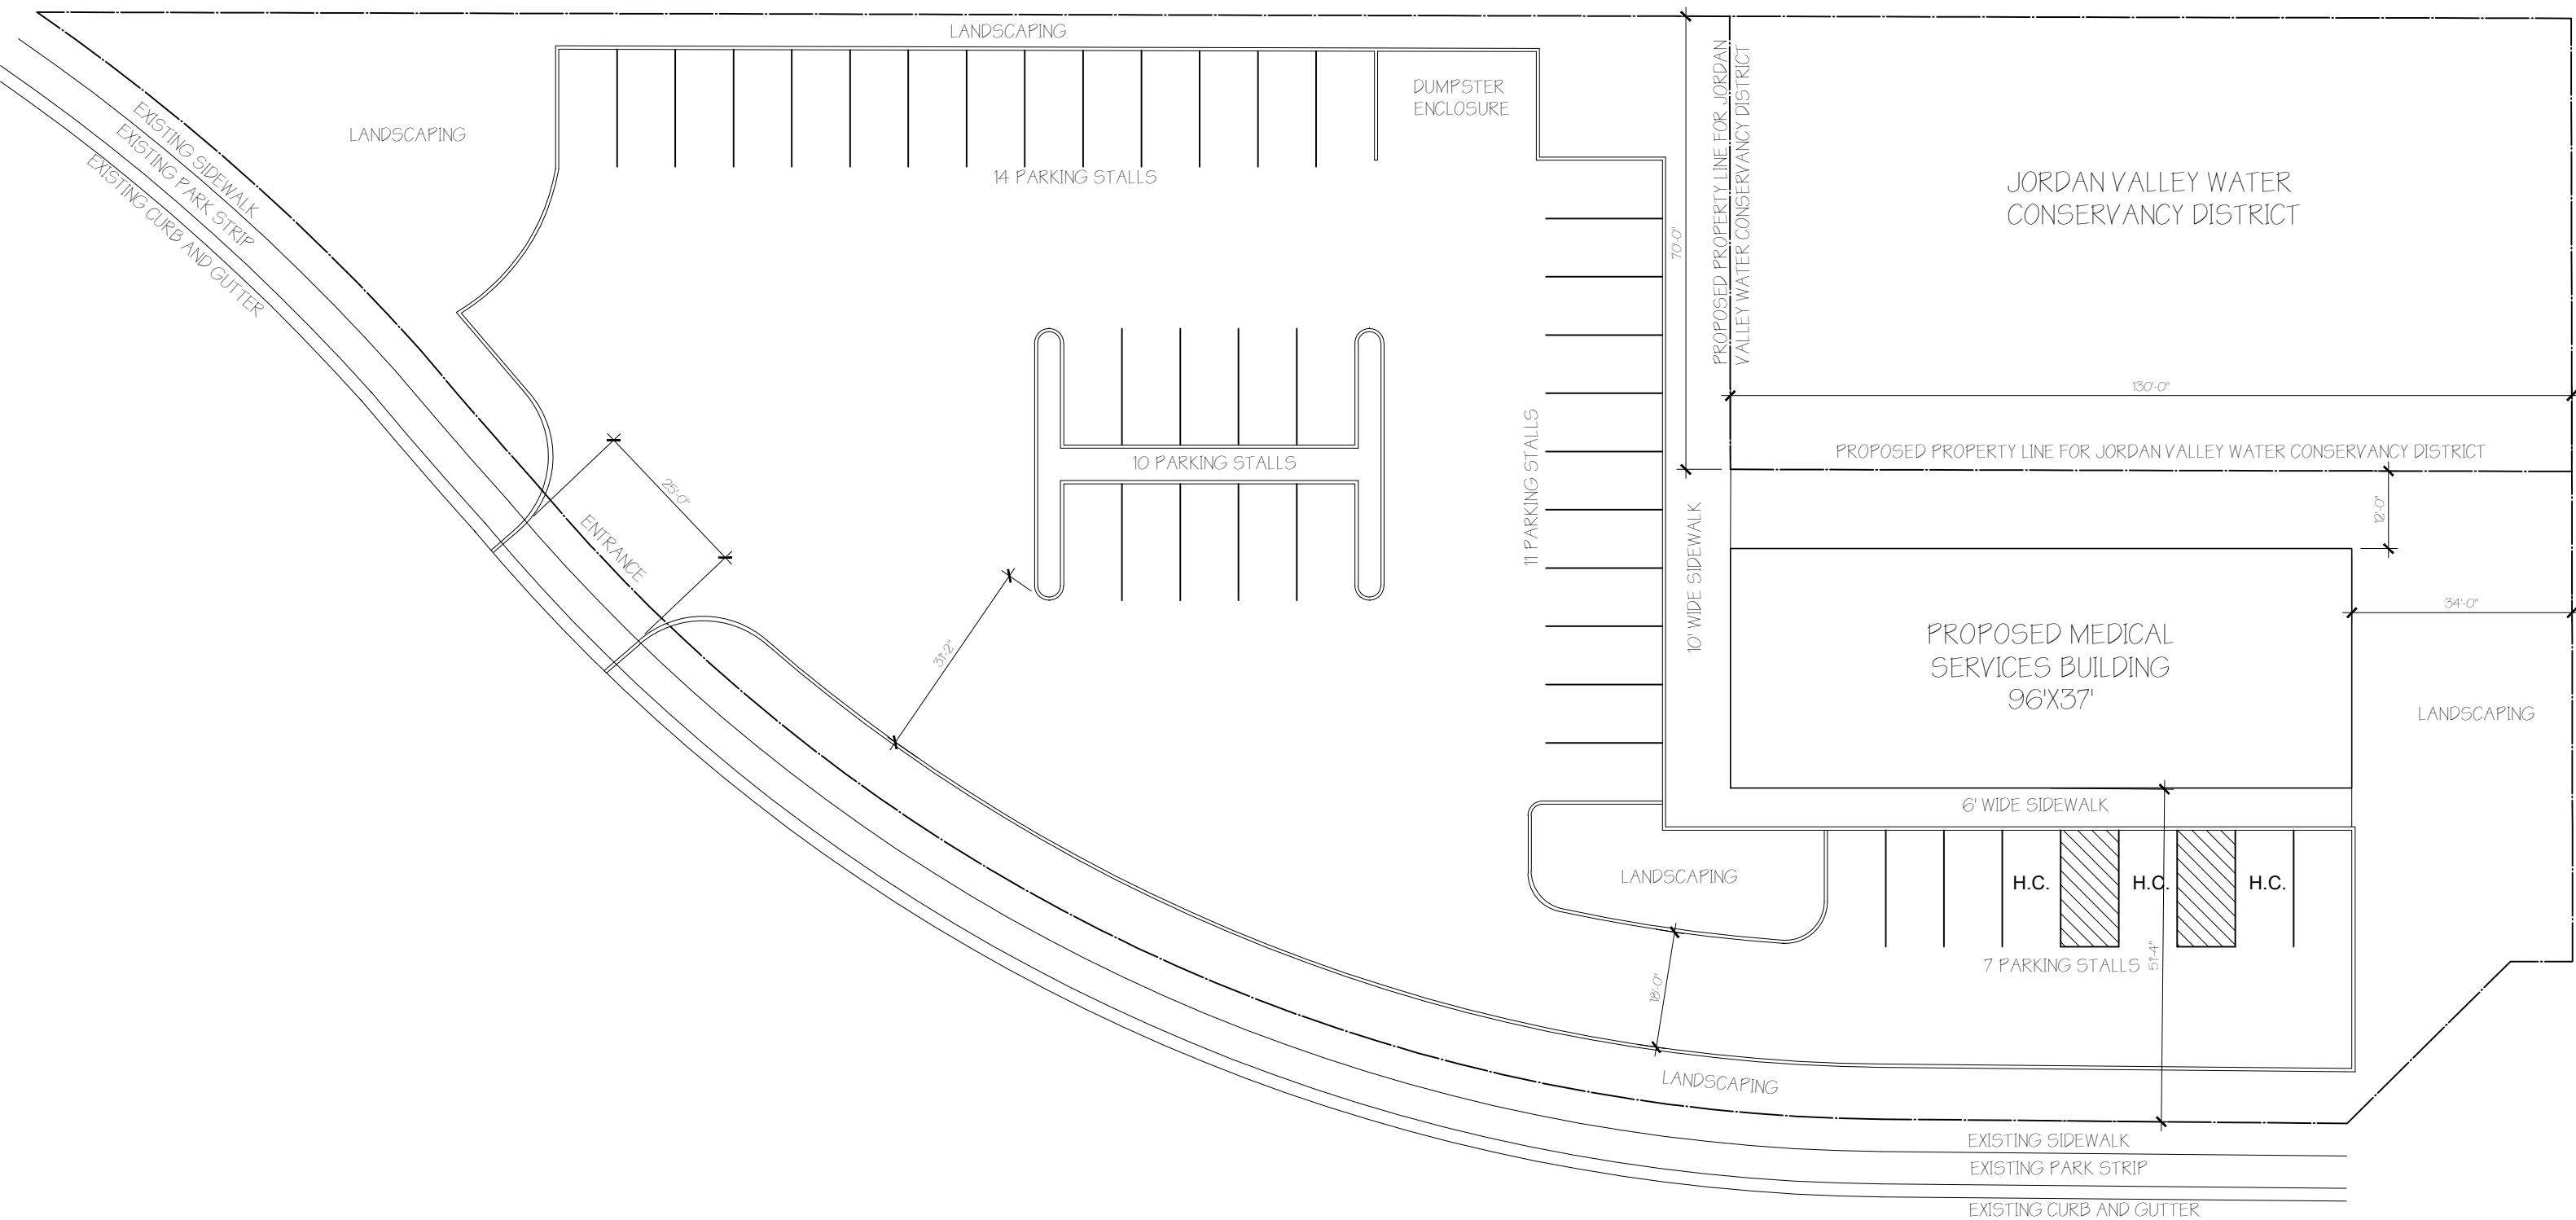 LANDSCAPING
LANDSCAPING
EXISTING SIDEWALK
EXISTING PARK STRIP
EXISTING CURB AND GUTTER
14 PARKING STALLS
DUMPSTER
ENCLOSURE
70'-0"
PROPOSED PROPERTY LINE FOR JORDAN
VALLEY WATER CONSERVANCY DISTRICT
JORDAN VALLEY WATER
CONSERVANCY DISTRICT
130'-0"
PROPOSED PROPERTY LINE FOR JORDAN VALLEY WATER CONSERVANCY DISTRICT
12'-0"
25'-0"
ENTRANCE
10 PARKING STALLS
31'-2"
11 PARKING STALLS
10' WIDE SIDEWALK
PROPOSED MEDICAL
SERVICES BUILDING
96'X37'
34'-0"
LANDSCAPING
6' WIDE SIDEWALK
LANDSCAPING
H.C.
H.C.
H.C.
7 PARKING STALLS
51'-4"
18'-0"
LANDSCAPING
EXISTING SIDEWALK
EXISTING PARK STRIP
EXISTING CURB AND GUTTER